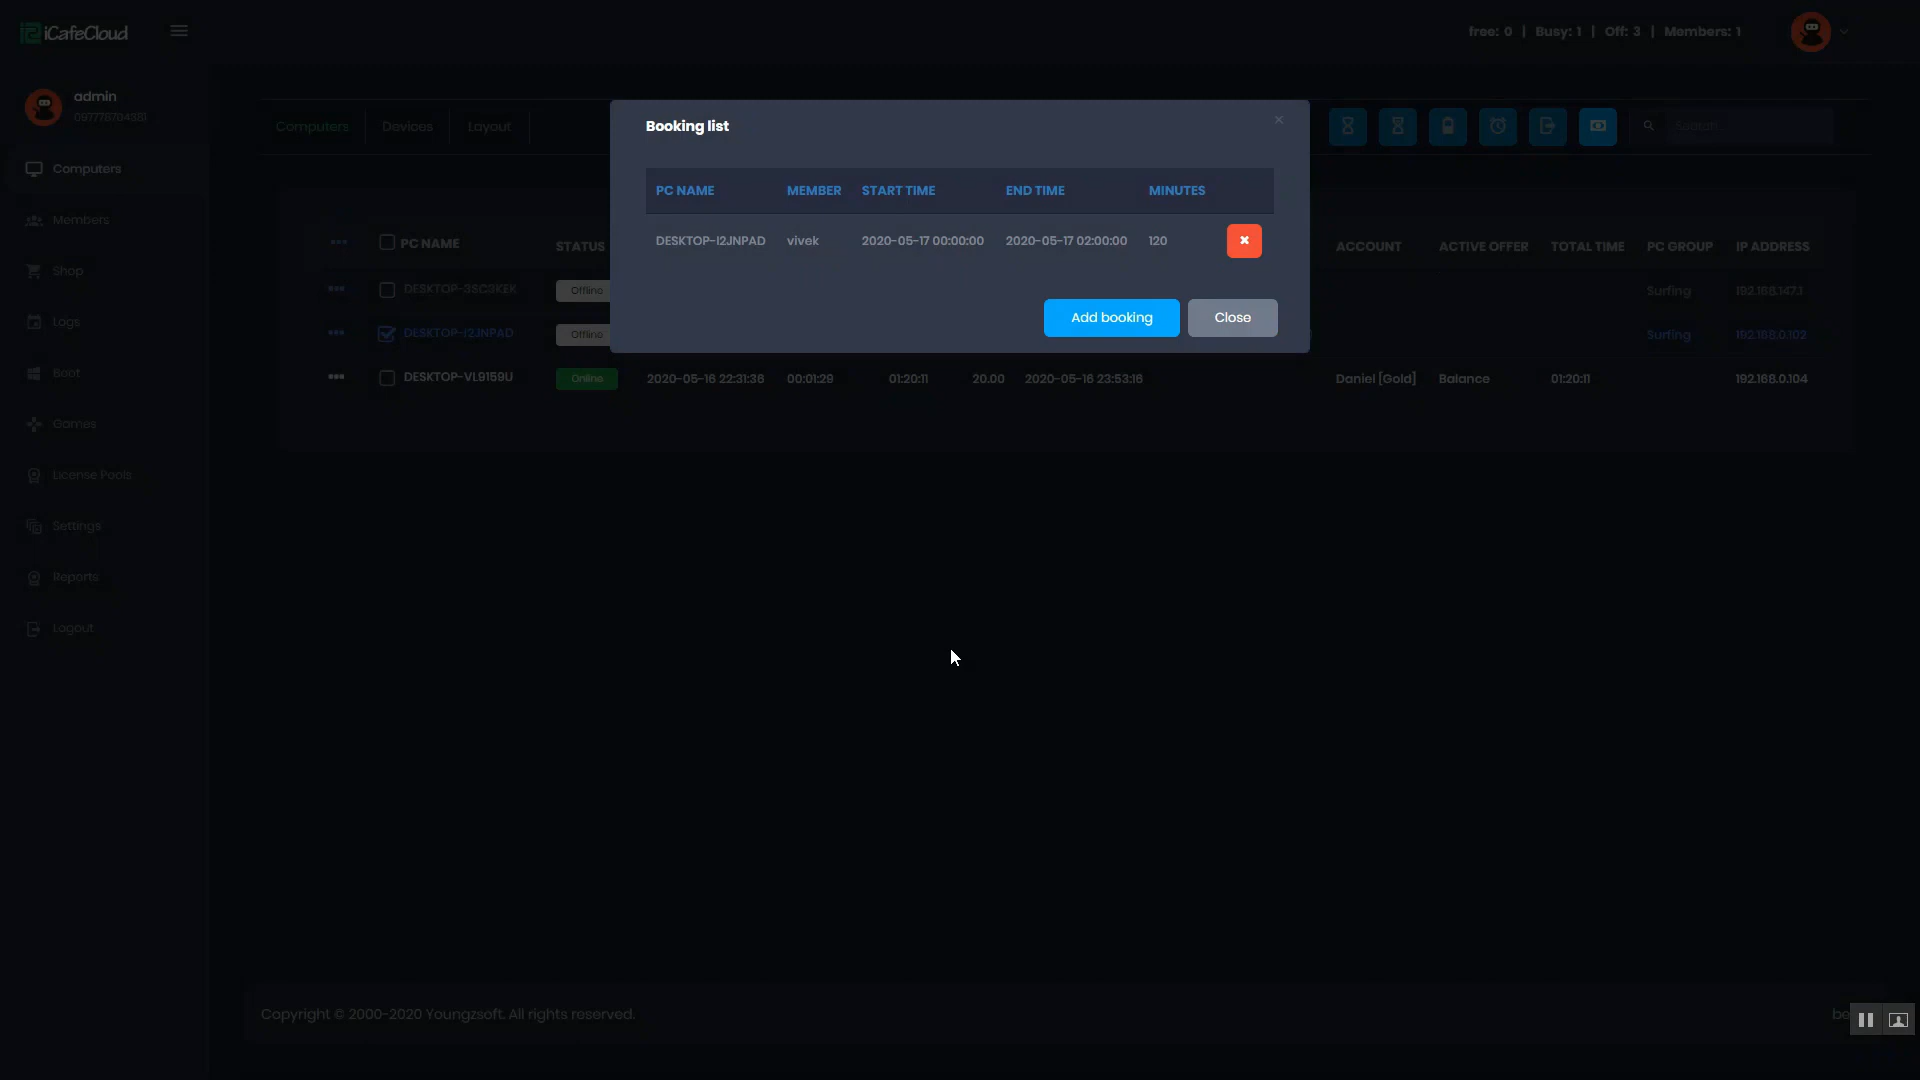 iCafeCloud
free: 0 | Busy: 1 | Off: 3 | Members: 1
admin
087778704381
Computers
Members
Shop
Logs
Boot
Games
License Pools
Settings
Reports
Logout
Computers Devices Layout
Search
Booking list
PC NAME MEMBER START TIME END TIME MINUTES
DESKTOP-I2JNPAD vivek 2020-05-17 00:00:00 2020-05-17 02:00:00 120
Add booking Close
PC NAME STATUS ACCOUNT ACTIVE OFFER TOTAL TIME PC GROUP IP ADDRESS
Offline Surfing 192.168.147.1
DESKTOP-I2JNPAD Offline Surfing 192.168.0.102
DESKTOP-VL9159U Online 2020-05-16 22:31:36 00:01:29 01:20:11 20.00 2020-05-16 23:53:16 Daniel [Gold] Balance 01:20:11 192.168.0.104
Copyright © 2000-2020 Youngzsoft. All rights reserved.
be